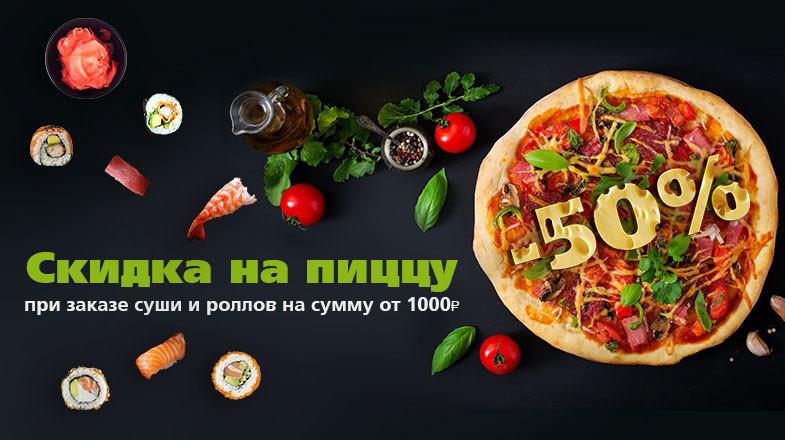 -50%
Скидка на пиццу
при заказе суши и роллов на сумму от 1000₽